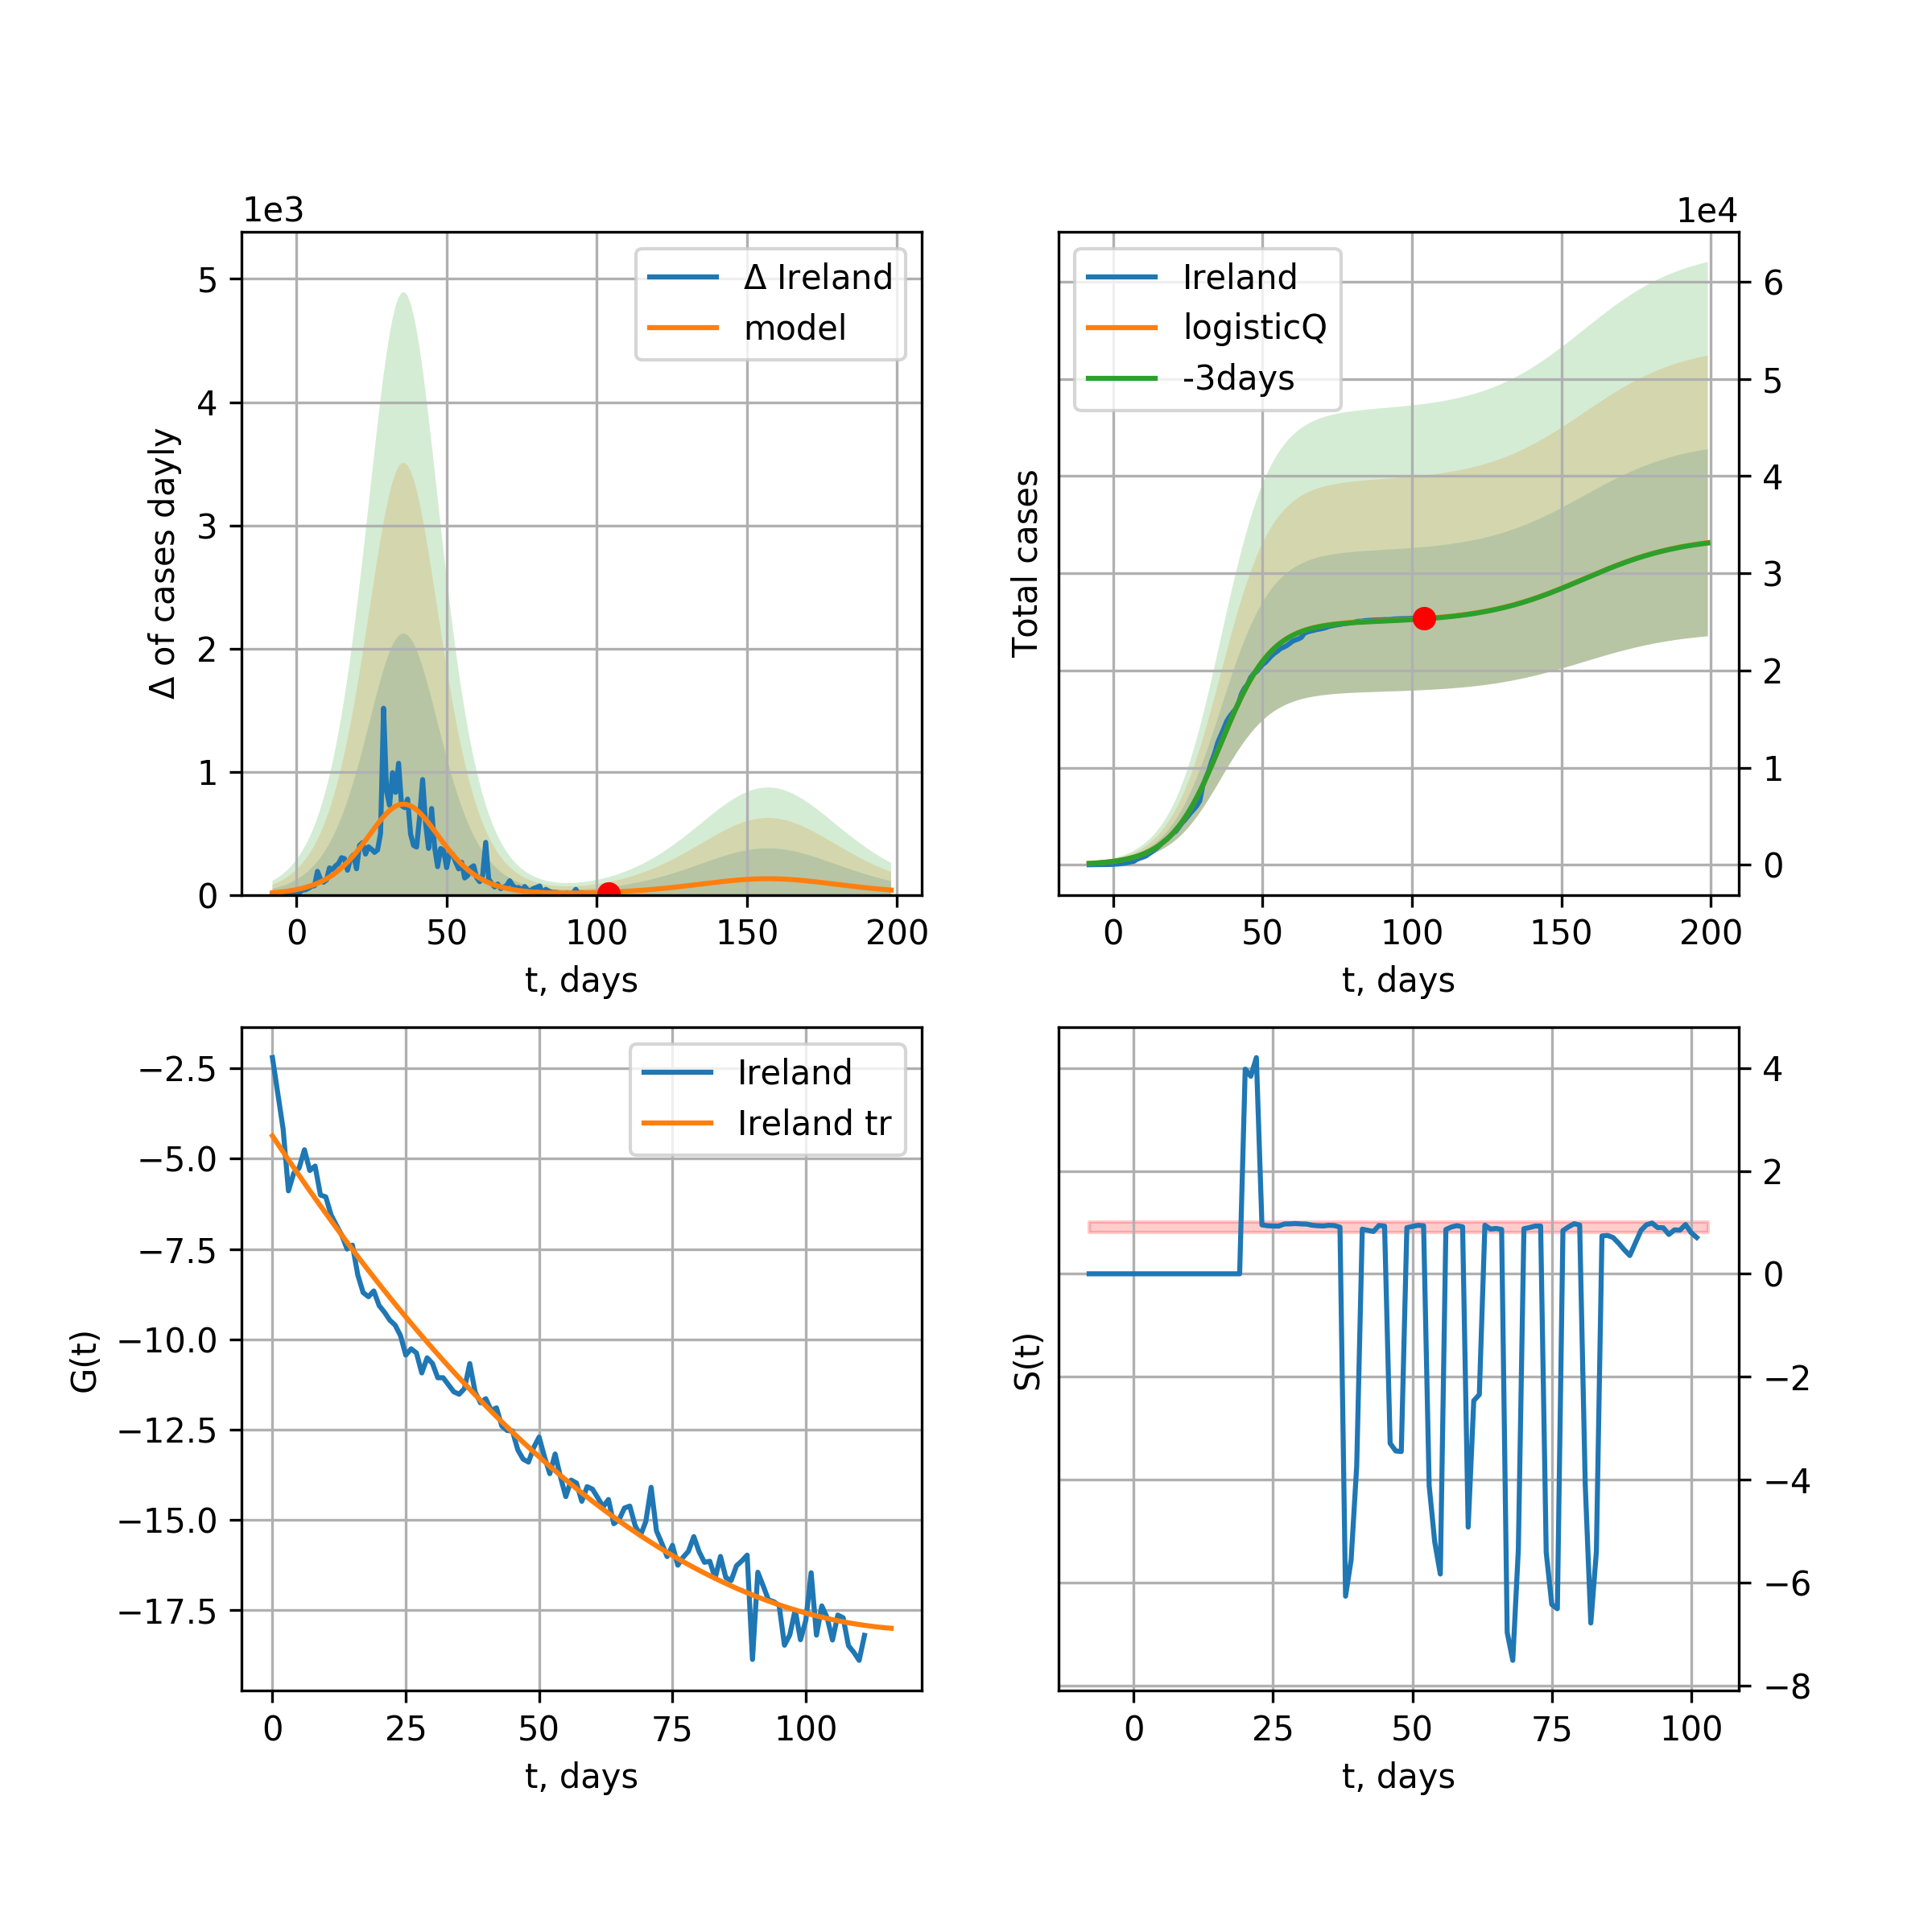 1e3
Δ of cases dayly
5
4
3
2
1
0
Δ Ireland
model
0 50 100 150 200
t, days
1e4
Total cases
Ireland
logisticQ
-3days
6
5
4
3
2
1
0
0 50 100 150 200
t, days
G(t)
−2.5
−5.0
−7.5
−10.0
−12.5
−15.0
−17.5
Ireland
Ireland tr
0 25 50 75 100
t, days
S(t)
4
2
0
−2
−4
−6
−8
0 25 50 75 100
t, days